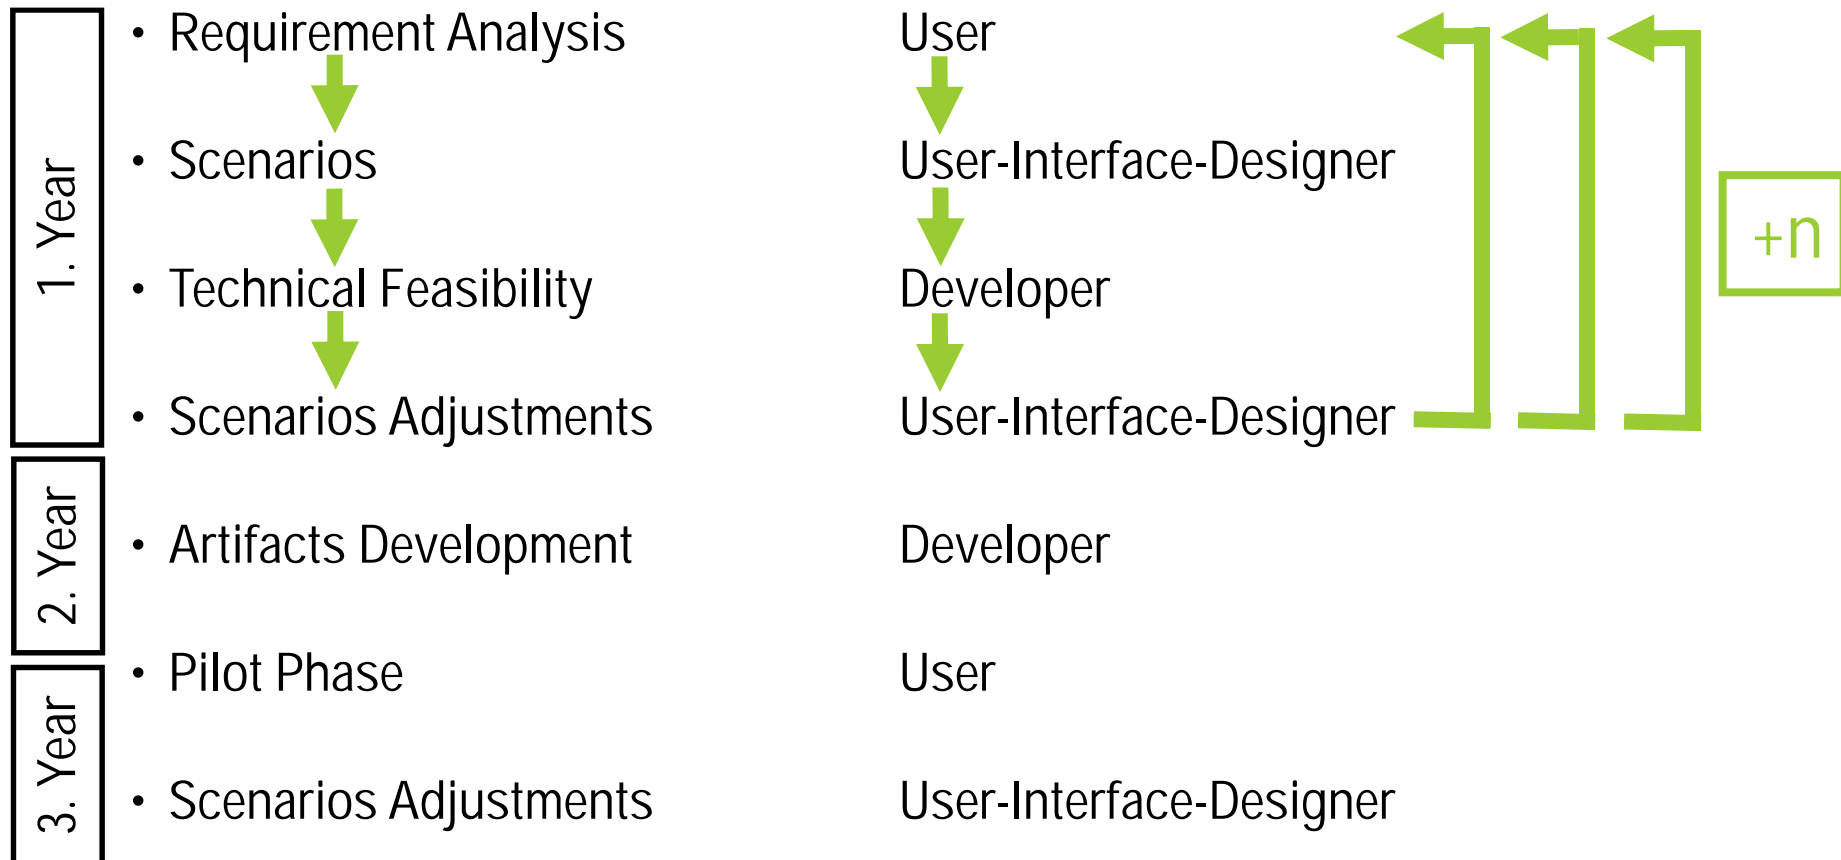 • Requirement Analysis User
• Scenarios User-Interface-Designer
• Technical Feasibility Developer
• Scenarios Adjustments User-Interface-Designer
• Artifacts Development Developer
• Pilot Phase User
• Scenarios Adjustments User-Interface-Designer
1. Year
2. Year
3. Year
+n